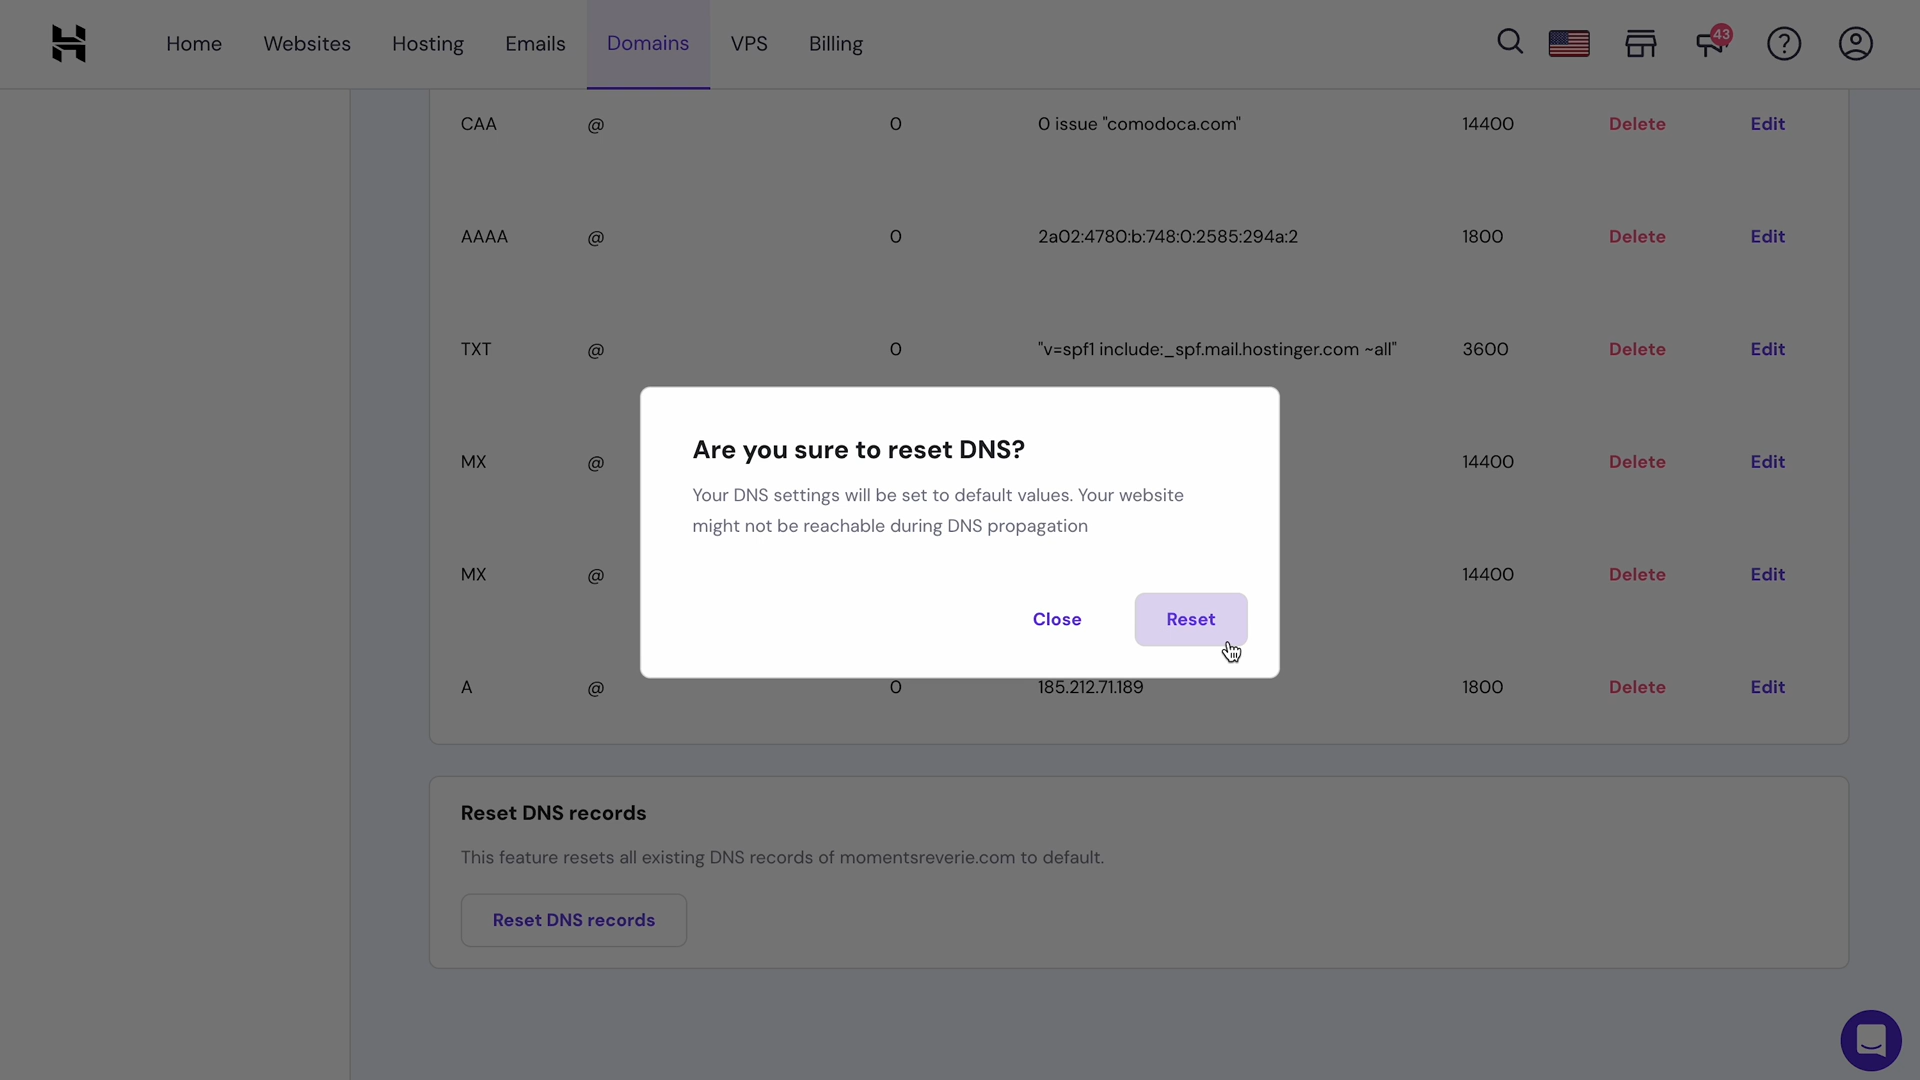 Home Websites Hosting Emails Domains VPS Billing 43
CAA @ 0 0 issue "comodoca.com" 14400 Delete Edit
AAAA @ 0 2a02:4780:b:748:0:2585:294a:2 1800 Delete Edit
TXT @ 0 "v=spf1 include:_spf.mail.hostinger.com ~all" 3600 Delete Edit
MX @ 14400 Delete Edit
MX @ 14400 Delete Edit
A @ 0 185.212.71.189 1800 Delete Edit
Are you sure to reset DNS?
Your DNS settings will be set to default values. Your website
might not be reachable during DNS propagation
Close Reset
Reset DNS records
This feature resets all existing DNS records of momentsreverie.com to default.
Reset DNS records